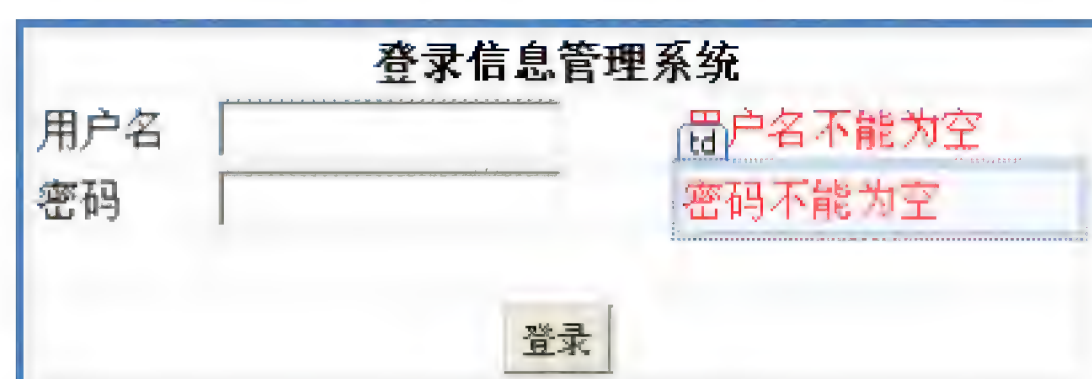 登录信息管理系统
用户名 用户名不能为空
td
密码 密码不能为空
登录